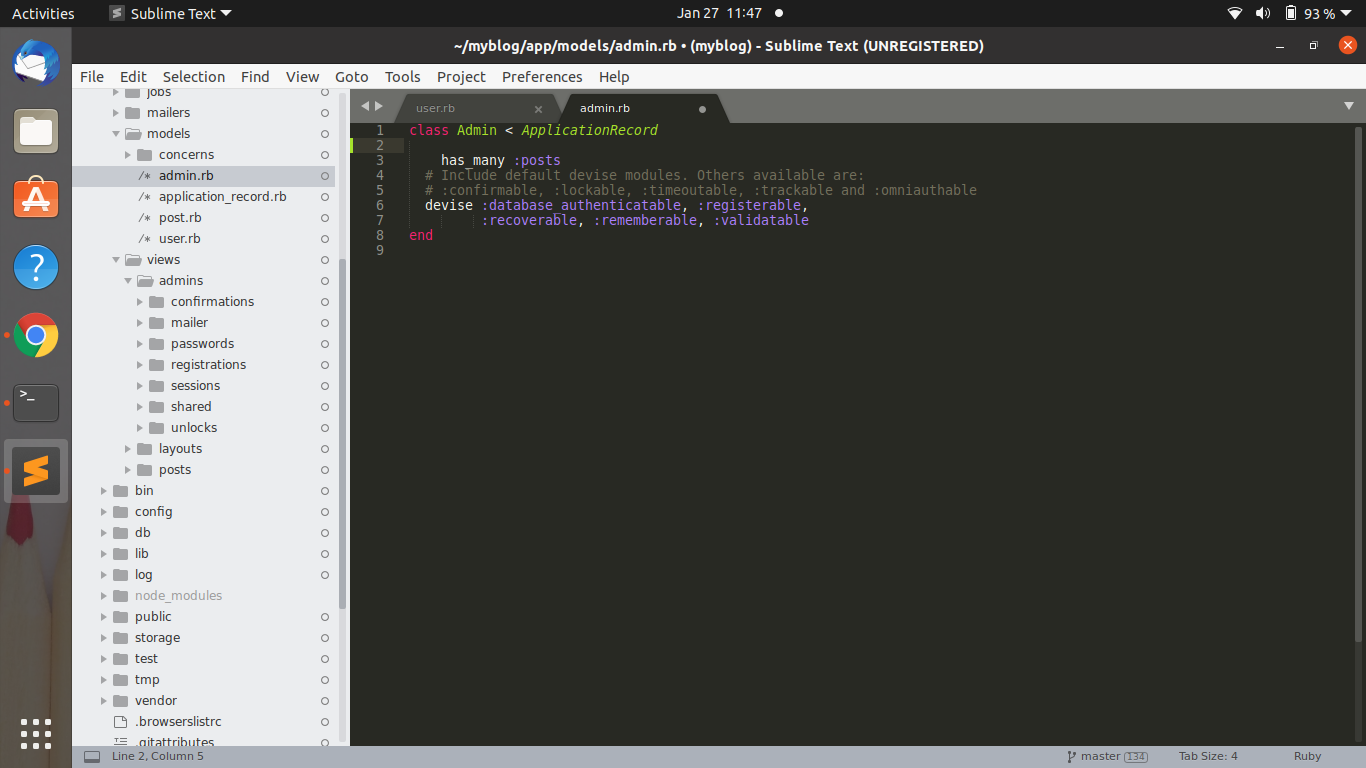 Activities Sublime Text Jan 27 11:47 93 %
~/myblog/app/models/admin.rb • (myblog) - Sublime Text (UNREGISTERED)
File Edit Selection Find View Goto Tools Project Preferences Help
jobs
mailers
models
concerns
/* admin.rb
/* application_record.rb
/* post.rb
/* user.rb
views
admins
confirmations
mailer
passwords
registrations
sessions
shared
unlocks
layouts
posts
bin
config
db
lib
log
node_modules
public
storage
test
tmp
vendor
.browserslistrc
.gitattributes
user.rb admin.rb
1 class Admin < ApplicationRecord
2
3 has_many :posts
4 # Include default devise modules. Others available are:
5 # :confirmable, :lockable, :timeoutable, :trackable and :omniauthable
6 devise :database_authenticatable, :registerable,
7 :recoverable, :rememberable, :validatable
8 end
9
Line 2, Column 5 master 134 Tab Size: 4 Ruby